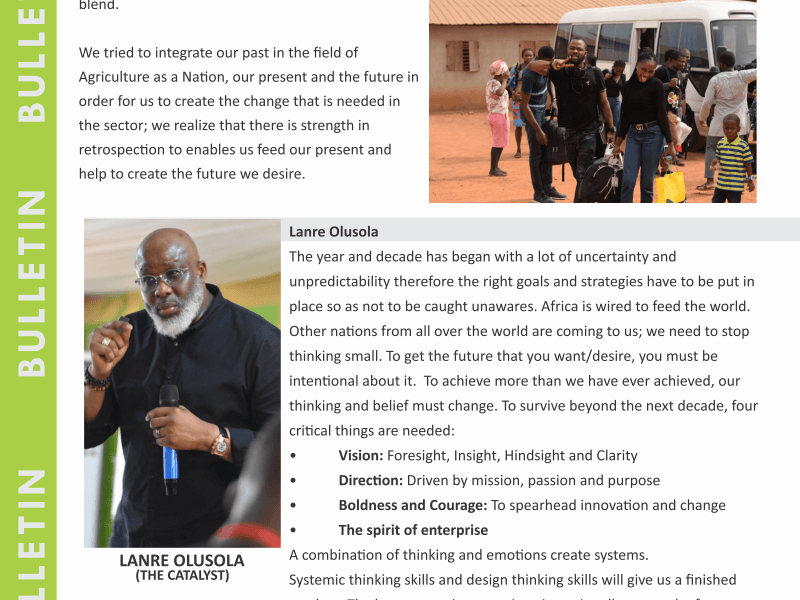 BULLETIN
BULLETIN
blend.
We tried to integrate our past in the field of
Agriculture as a Nation, our present and the future in
order for us to create the change that is needed in
the sector; we realize that there is strength in
retrospection to enables us feed our present and
help to create the future we desire.
Lanre Olusola
The year and decade has began with a lot of uncertainty and
unpredictability therefore the right goals and strategies have to be put in
place so as not to be caught unawares. Africa is wired to feed the world.
Other nations from all over the world are coming to us; we need to stop
thinking small. To get the future that you want/desire, you must be
intentional about it.  To achieve more than we have ever achieved, our
thinking and belief must change. To survive beyond the next decade, four
critical things are needed:
• Vision: Foresight, Insight, Hindsight and Clarity
• Direction: Driven by mission, passion and purpose
• Boldness and Courage: To spearhead innovation and change
• The spirit of enterprise
A combination of thinking and emotions create systems.
Systemic thinking skills and design thinking skills will give us a finished
LANRE OLUSOLA
(THE CATALYST)